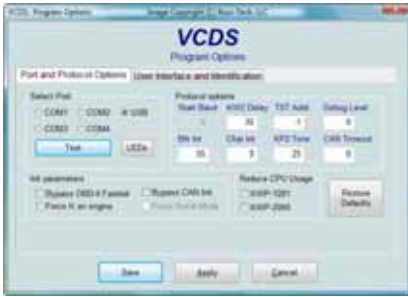 VCDS Program Options
Image Copyright (c) Ross-Tech, LLC
VCDS
Program Options
Port and Protocol Options
User Interface and Identification
Select Port
COM1 COM2 USB
COM3 COM4
Test
LEDs
Protocol options
Start Baud KWP Delay TST Addr. Debug Level
0 30 -1 0
Blk Int Char Int KP2 Time CAN Timeout
55 25 0
Init parameters
Bypass OBD-II Fastinit
Bypass CAN Init
Force K an engine
Reduce CPU Usage
KWP-1281
KWP-2000
Restore
Defaults
Save
Apply
Cancel